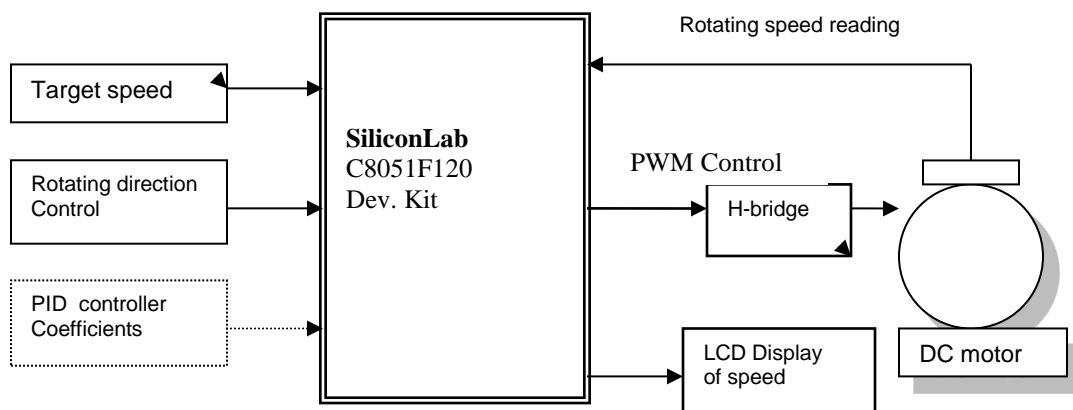 Rotating speed reading
Target speed
SiliconLab
C8051F120
Dev. Kit
Rotating direction
Control
PWM Control
H-bridge
PID controller
Coefficients
LCD Display
of speed
DC motor